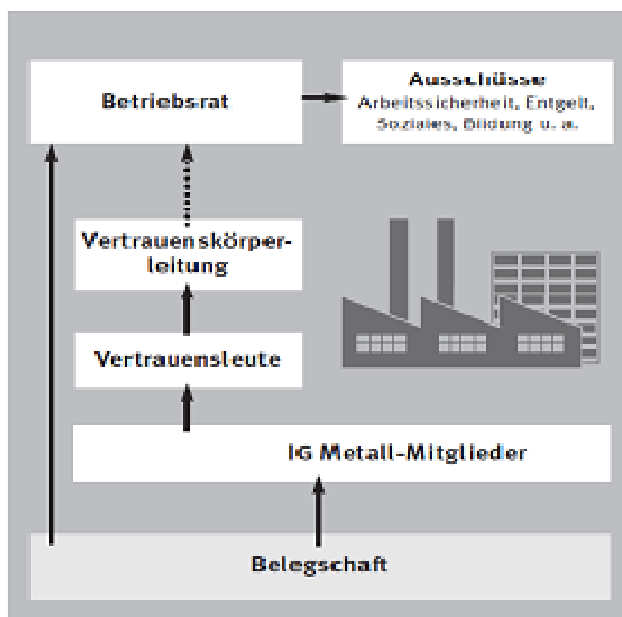 Betriebsrat
Ausschüsse
Arbeitssicherheit, Entgelt,
Soziales, Bildung u. a.
Vertrauenskörper-
leitung
Vertrauensleute
IG Metall-Mitglieder
Belegschaft